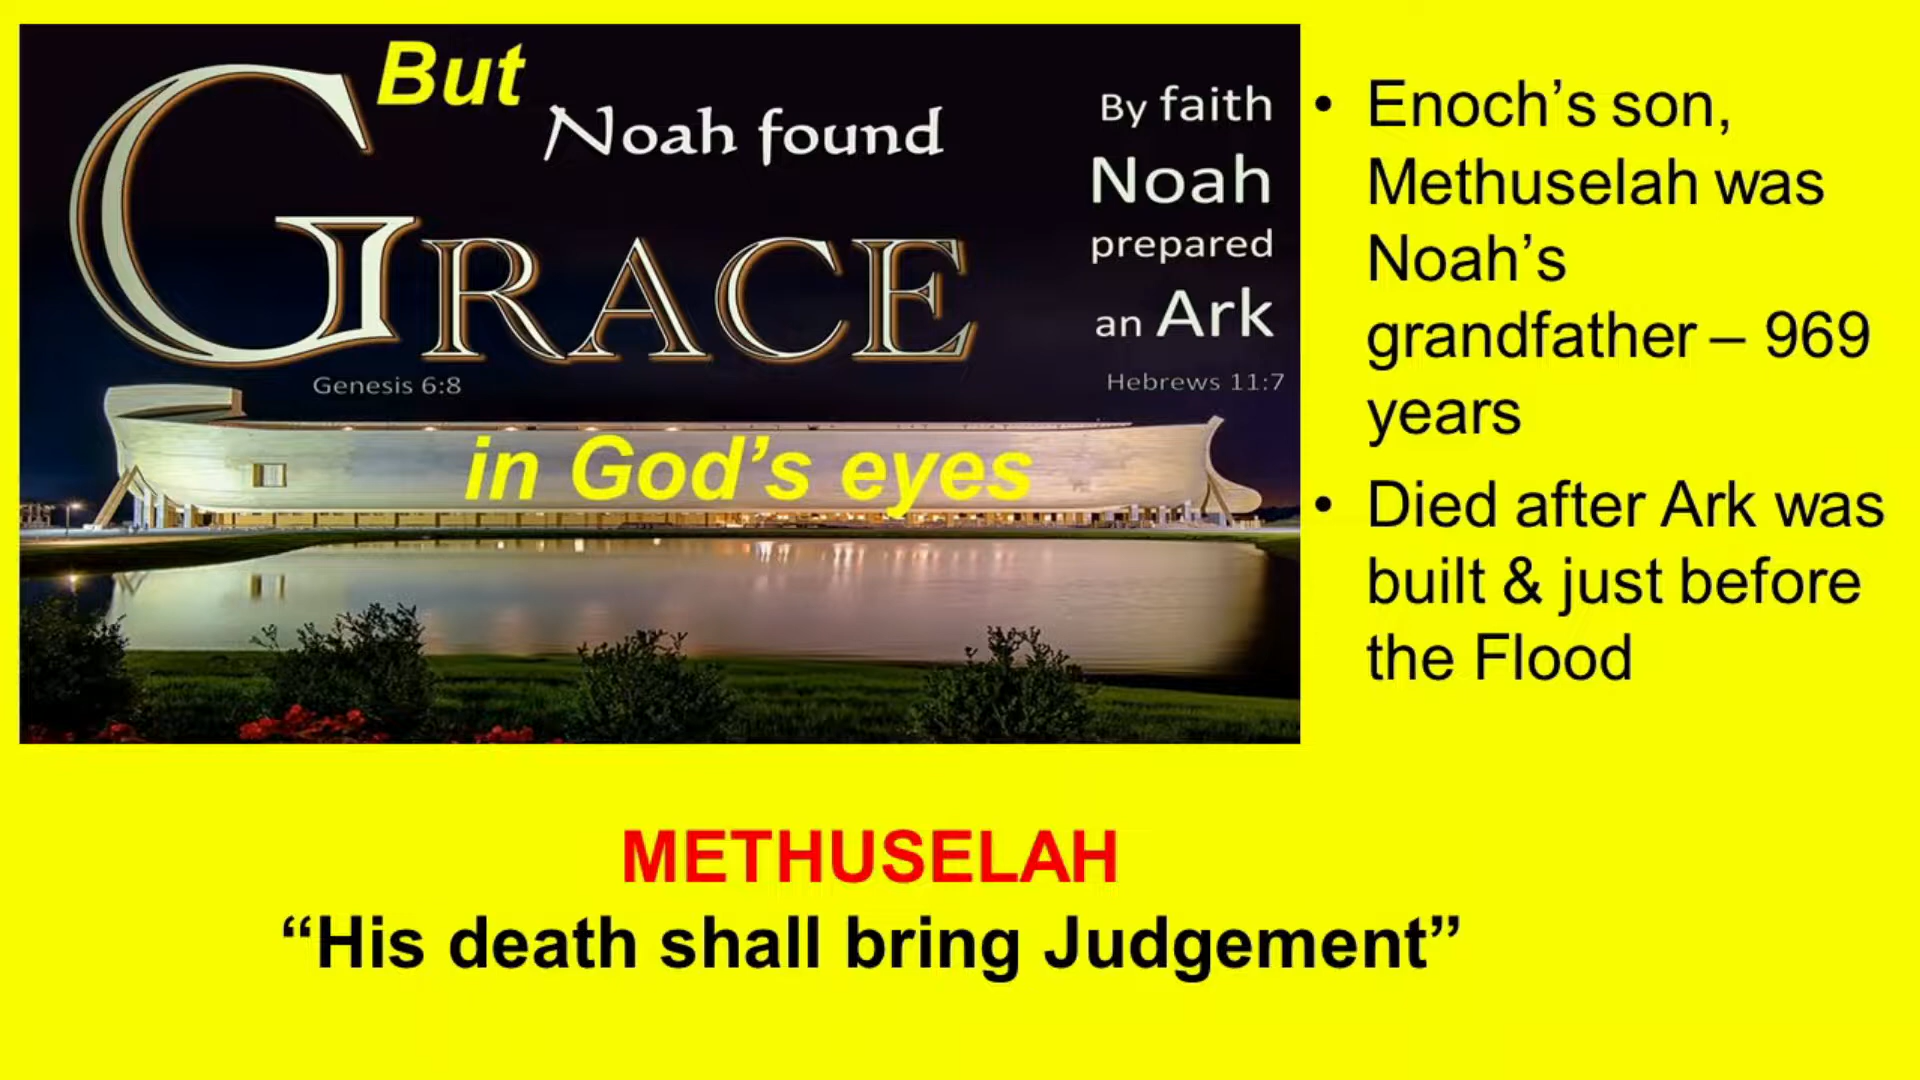 But
Noah found
GRACE
Genesis 6:8
By faith
Noah
prepared
an Ark
Hebrews 11:7
in God’s eyes
• Enoch’s son,
Methuselah was
Noah’s
grandfather – 969
years
• Died after Ark was
built & just before
the Flood
METHUSELAH
“His death shall bring Judgement”